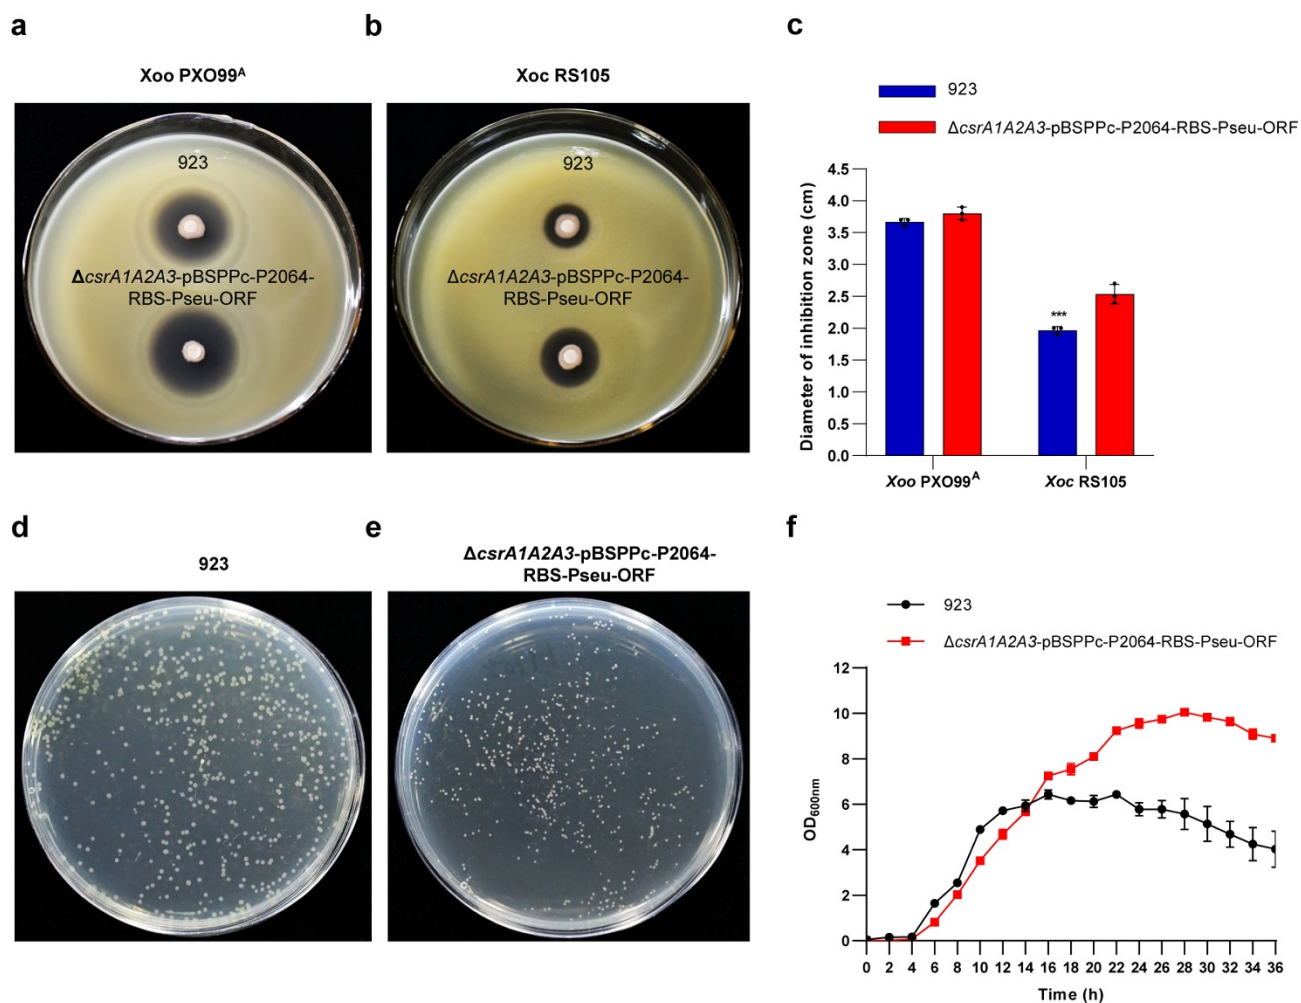 a
b
c
Xoo PXO99ᴬ
Xoc RS105
923
ΔcsrA1A2A3-pBSPPc-P2064-RBS-Pseu-ORF
923
ΔcsrA1A2A3-pBSPPc-P2064-
RBS-Pseu-ORF
923
ΔcsrA1A2A3-pBSPPc-P2064-
RBS-Pseu-ORF
Diameter of inhibition zone (cm)
4.5
4.0
3.5
3.0
2.5
2.0
1.5
1.0
0.5
0.0
***
Xoo PXO99ᴬ
Xoc RS105
d
e
f
923
ΔcsrA1A2A3-pBSPPc-P2064-
RBS-Pseu-ORF
923
ΔcsrA1A2A3-pBSPPc-P2064-RBS-Pseu-ORF
OD600nm
12
10
8
6
4
2
0
0 2 4 6 8 10 12 14 16 18 20 22 24 26 28 30 32 34 36
Time (h)